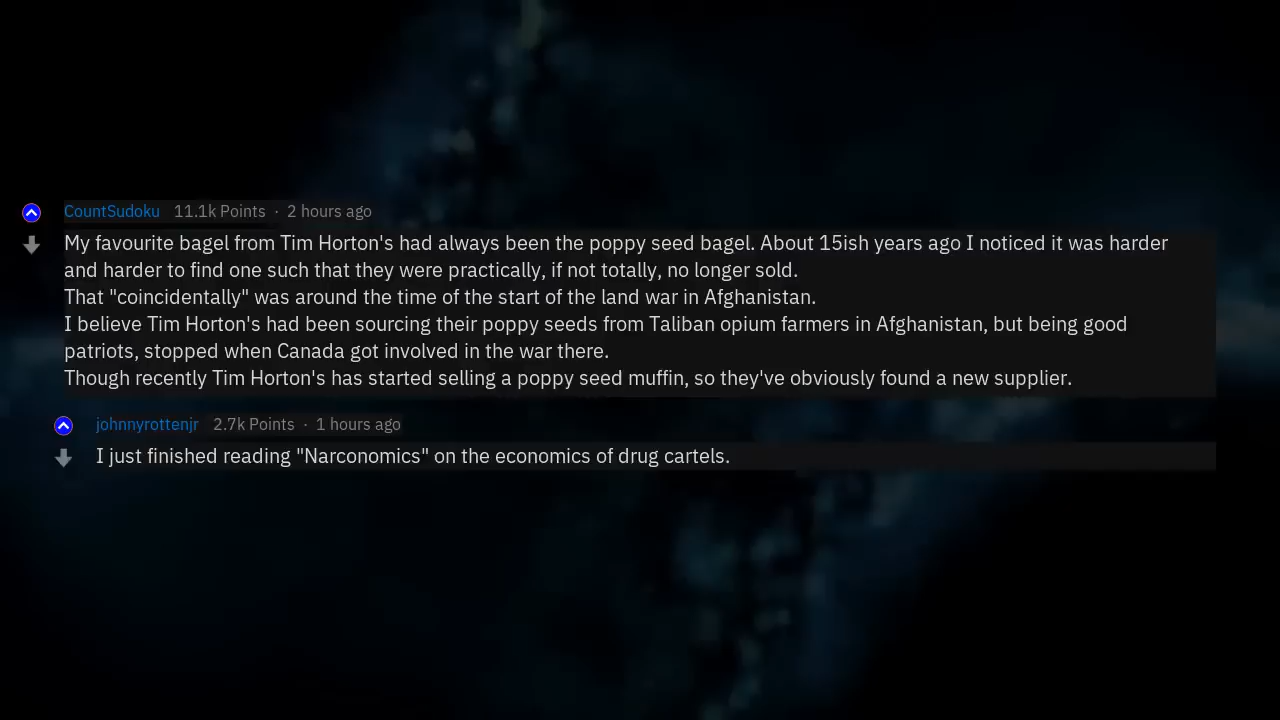 CountSudoku 11.1k Points · 2 hours ago
My favourite bagel from Tim Horton's had always been the poppy seed bagel. About 15ish years ago I noticed it was harder
and harder to find one such that they were practically, if not totally, no longer sold.
That "coincidentally" was around the time of the start of the land war in Afghanistan.
I believe Tim Horton's had been sourcing their poppy seeds from Taliban opium farmers in Afghanistan, but being good
patriots, stopped when Canada got involved in the war there.
Though recently Tim Horton's has started selling a poppy seed muffin, so they've obviously found a new supplier.
johnnyrottenjr 2.7k Points · 1 hours ago
I just finished reading "Narconomics" on the economics of drug cartels.